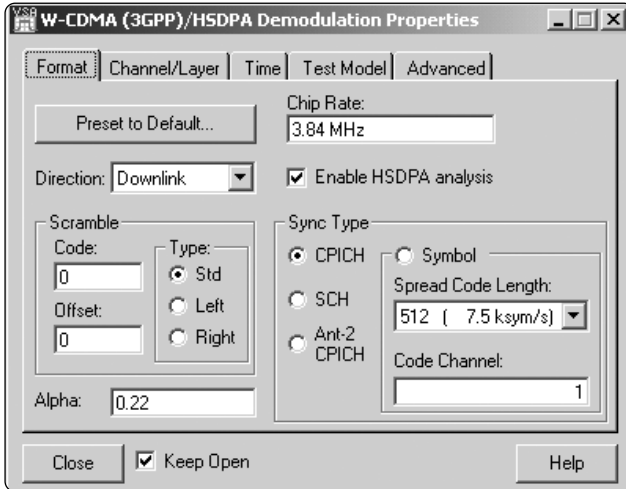 VSA
W-CDMA (3GPP)/HSDPA Demodulation Properties
Format
Channel/Layer
Time
Test Model
Advanced
Preset to Default...
Chip Rate:
3.84 MHz
Direction:
Downlink
Enable HSDPA analysis
Scramble
Code:
0
Offset:
0
Type:
Std
Left
Right
Alpha:
0.22
Sync Type
CPICH
SCH
Ant-2
CPICH
Symbol
Spread Code Length:
512 ( 7.5 ksym/s)
Code Channel:
1
Close
Keep Open
Help